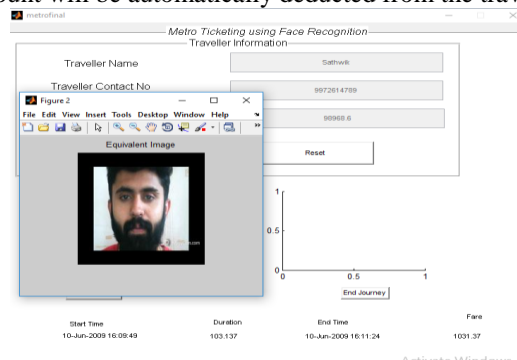 ount will be automatically deducted from the trav
metrofinal
Metro Ticketing using Face Recognition
Traveller Information
Traveller Name Sathwik
Traveller Contact No 9972614789
90960.6
Reset
Figure 2
File Edit View Insert Tools Desktop Window Help
Equivalent Image
1
0.5
0
0 0.5 1
End Journey
Start Time Duration End Time Fare
10-Jun-2009 16:09:49 103.137 10-Jun-2009 16:11:24 1031.37
Activate Windows